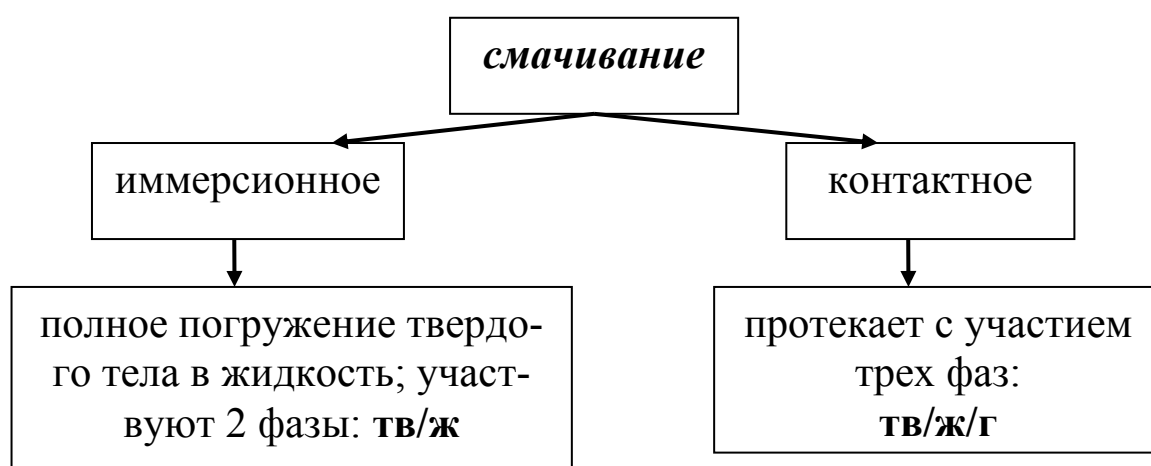 смачивание
иммерсионное
контактное
полное погружение твердо-
го тела в жидкость; участ-
вуют 2 фазы: тв/ж
протекает с участием
трех фаз:
тв/ж/г